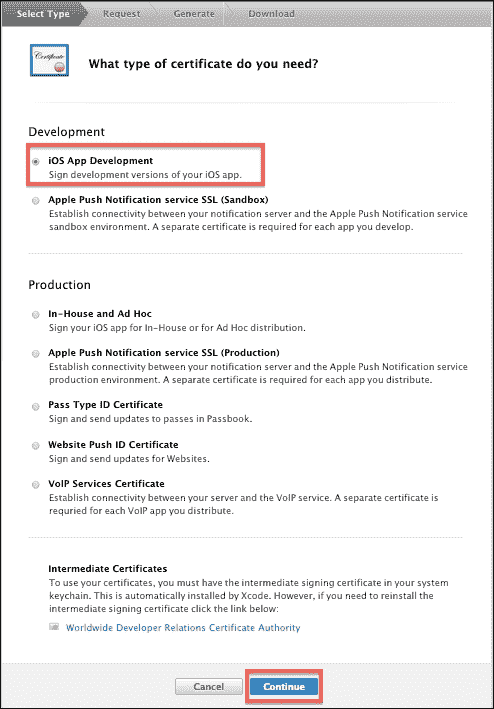 Select Type Request Generate Download
Certificate
What type of certificate do you need?
Development
iOS App Development
Sign development versions of your iOS app.
Apple Push Notification service SSL (Sandbox)
Establish connectivity between your notification server and the Apple Push Notification service
sandbox environment. A separate certificate is required for each app you develop.
Production
In-House and Ad Hoc
Sign your iOS app for In-House or for Ad Hoc distribution.
Apple Push Notification service SSL (Production)
Establish connectivity between your notification server and the Apple Push Notification service
production environment. A separate certificate is required for each app you distribute.
Pass Type ID Certificate
Sign and send updates to passes in Passbook.
Website Push ID Certificate
Sign and send updates for Websites.
VoIP Services Certificate
Establish connectivity between your server and the VoIP service. A separate certificate is
requried for each VoIP app you distribute.
Intermediate Certificates
To use your certificates, you must have the intermediate signing certificate in your system
keychain. This is automatically installed by Xcode. However, if you need to reinstall the
intermediate signing certificate click the link below:
Worldwide Developer Relations Certificate Authority
Cancel Continue